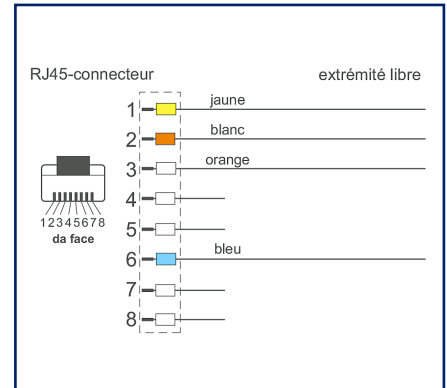 RJ45-connecteur
extrémité libre
1 jaune
2 blanc
3 orange
4
5
6 bleu
7
8
12345678
da face